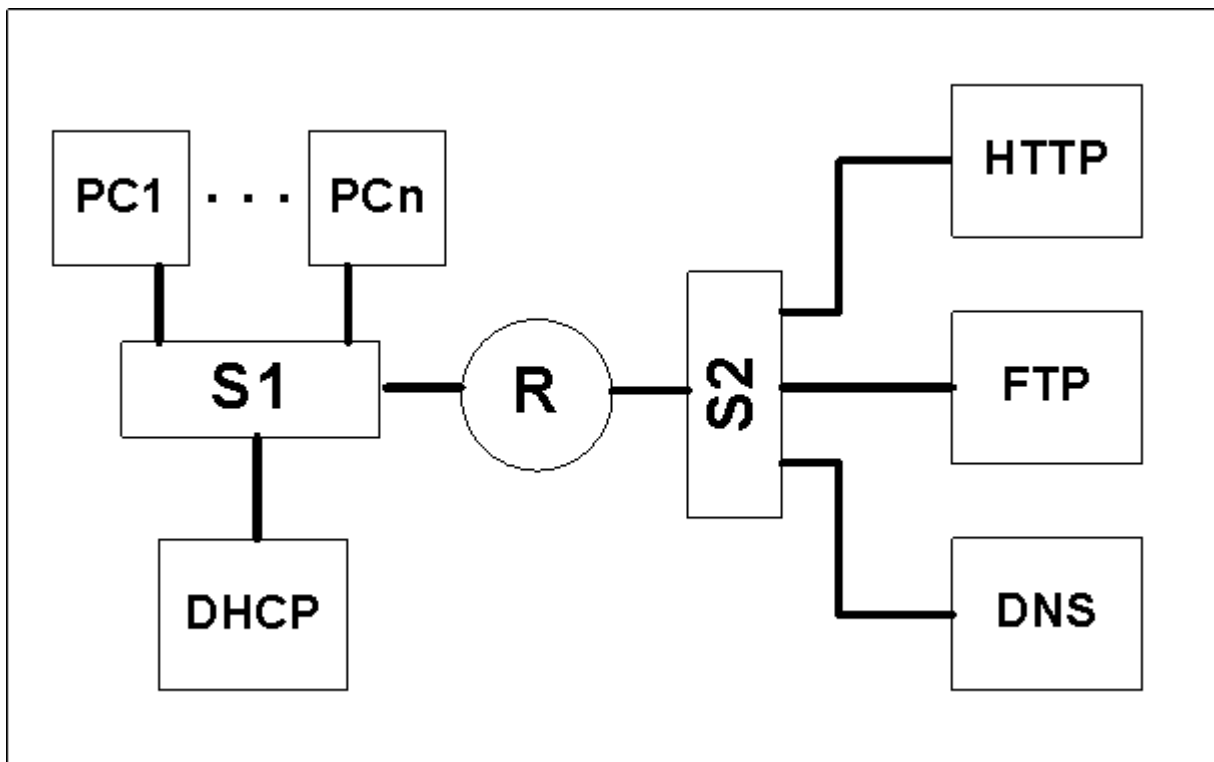 HTTP
PC1 . . . PCn
S1
R
S2
FTP
DHCP
DNS